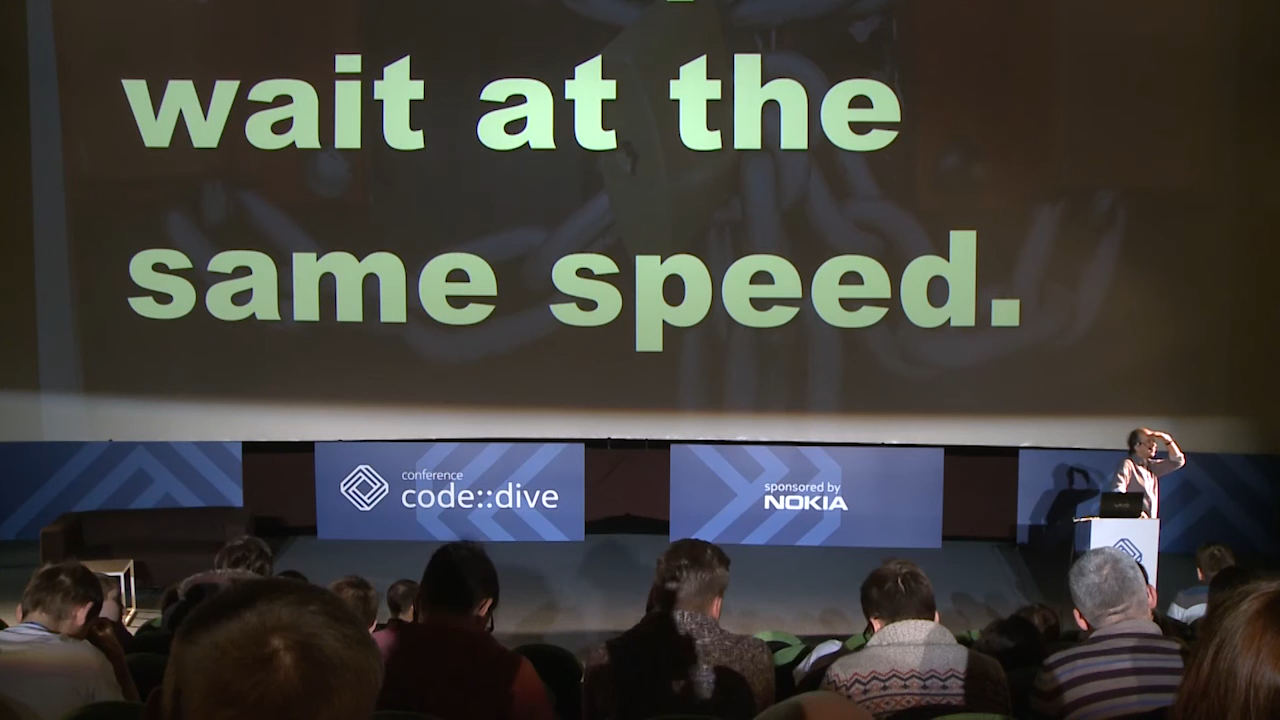 wait at the
same speed.
conference
code::dive
sponsored by
NOKIA